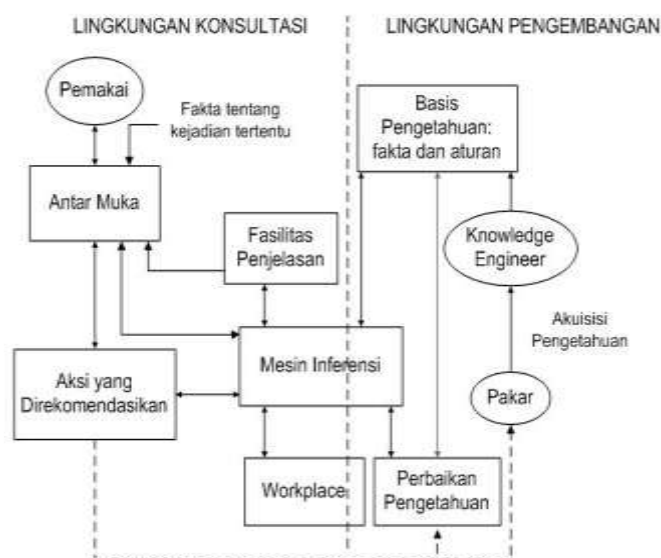 LINGKUNGAN KONSULTASI
LINGKUNGAN PENGEMBANGAN
Pemakai
Fakta tentang
kejadian tertentu
Basis
Pengetahuan:
fakta dan aturan
Antar Muka
Fasilitas
Penjelasan
Knowledge
Engineer
Akuisisi
Pengetahuan
Mesin Inferensi
Aksi yang
Direkomendasikan
Pakar
Workplace
Perbaikan
Pengetahuan